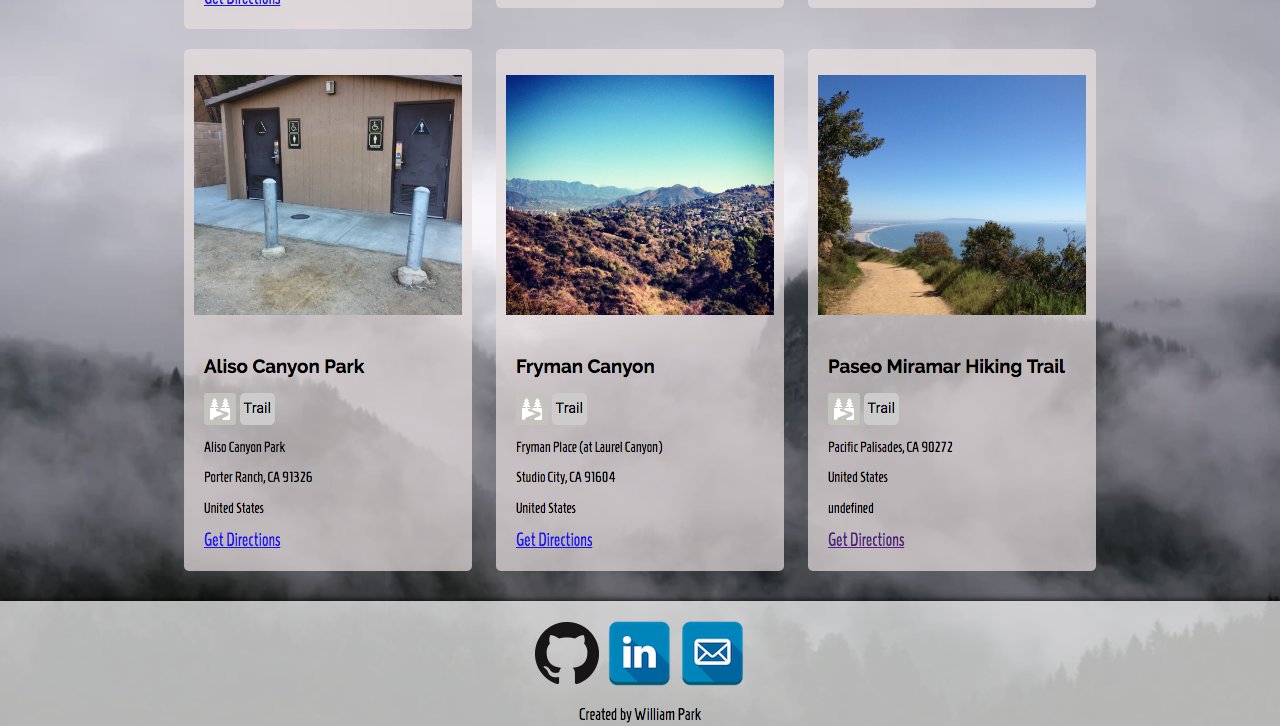 Get Directions
Aliso Canyon Park
Trail
Aliso Canyon Park
Porter Ranch, CA 91326
United States
Get Directions
Fryman Canyon
Trail
Fryman Place (at Laurel Canyon)
Studio City, CA 91604
United States
Get Directions
Paseo Miramar Hiking Trail
Trail
Pacific Palisades, CA 90272
United States
undefined
Get Directions
in
Created by William Park